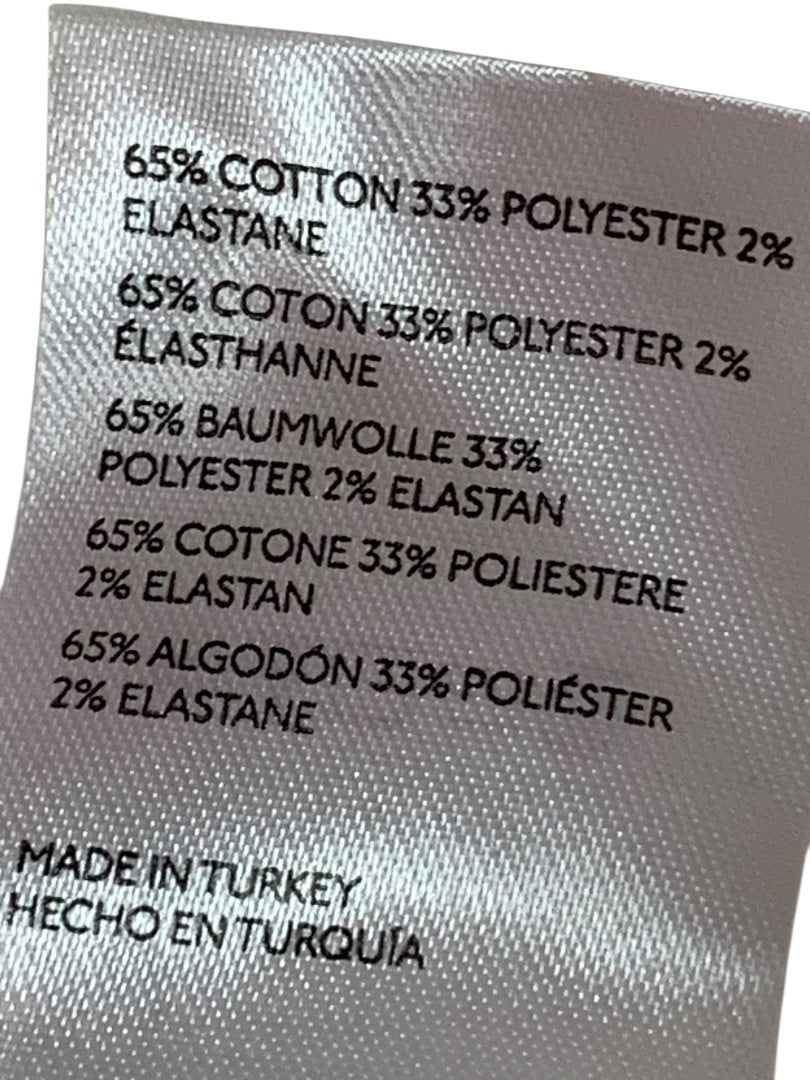 65% COTTON 33% POLYESTER 2%
ELASTANE
65% COTON 33% POLYESTER 2%
ÉLASTHANNE
65% BAUMWOLLE 33%
POLYESTER 2% ELASTAN
65% COTONE 33% POLIESTERE
2% ELASTAN
65% ALGODÓN 33% POLIÉSTER
2% ELASTANE
MADE IN TURKEY
HECHO EN TURQUÍA